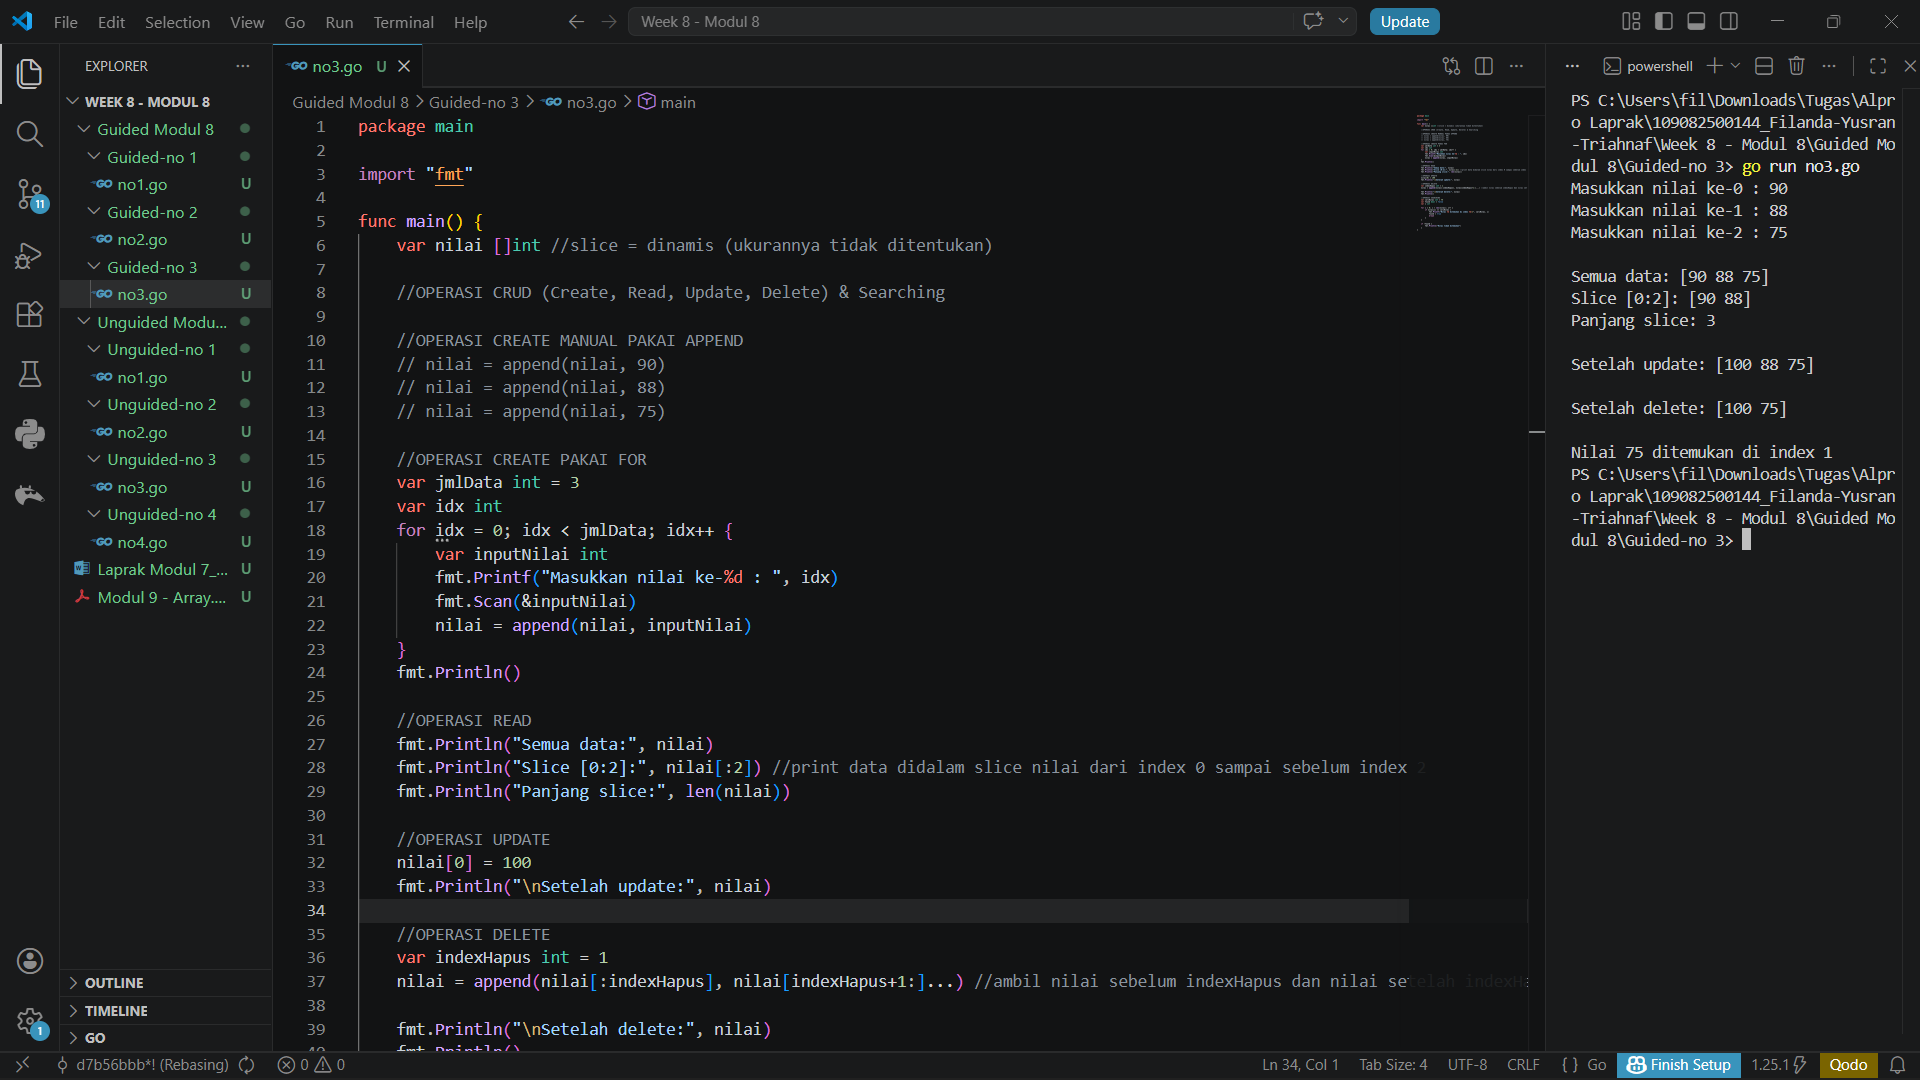 File Edit Selection View Go Run Terminal Help
Week 8 - Modul 8
Update
EXPLORER
WEEK 8 - MODUL 8
Guided Modul 8
Guided-no 1
no1.go U
Guided-no 2
no2.go U
Guided-no 3
no3.go U
Unguided Modu...
Unguided-no 1
no1.go U
Unguided-no 2
no2.go U
Unguided-no 3
no3.go U
Unguided-no 4
no4.go U
Laprak Modul 7_... U
Modul 9 - Array.... U
OUTLINE
TIMELINE
GO
11
1
no3.go U
Guided Modul 8 > Guided-no 3 > no3.go > main
1 package main
2
3 import "fmt"
4
5 func main() {
6 var nilai []int //slice = dinamis (ukurannya tidak ditentukan)
7
8 //OPERASI CRUD (Create, Read, Update, Delete) & Searching
9
10 //OPERASI CREATE MANUAL PAKAI APPEND
11 // nilai = append(nilai, 90)
12 // nilai = append(nilai, 88)
13 // nilai = append(nilai, 75)
14
15 //OPERASI CREATE PAKAI FOR
16 var jmlData int = 3
17 var idx int
18 for idx = 0; idx < jmlData; idx++ {
19 var inputNilai int
20 fmt.Printf("Masukkan nilai ke-%d : ", idx)
21 fmt.Scan(&inputNilai)
22 nilai = append(nilai, inputNilai)
23 }
24 fmt.Println()
25
26 //OPERASI READ
27 fmt.Println("Semua data:", nilai)
28 fmt.Println("Slice [0:2]:", nilai[:2]) //print data didalam slice nilai dari index 0 sampai sebelum index 2
29 fmt.Println("Panjang slice:", len(nilai))
30
31 //OPERASI UPDATE
32 nilai[0] = 100
33 fmt.Println("\nSetelah update:", nilai)
34
35 //OPERASI DELETE
36 var indexHapus int = 1
37 nilai = append(nilai[:indexHapus], nilai[indexHapus+1:]...) //ambil nilai sebelum indexHapus dan nilai setelah indexHa
38
39 fmt.Println("\nSetelah delete:", nilai)
40 fmt.Println()
powershell
PS C:\Users\fil\Downloads\Tugas\Alpr
o Laprak\109082500144_Filanda-Yusran
-Triahnaf\Week 8 - Modul 8\Guided Mo
dul 8\Guided-no 3> go run no3.go
Masukkan nilai ke-0 : 90
Masukkan nilai ke-1 : 88
Masukkan nilai ke-2 : 75
Semua data: [90 88 75]
Slice [0:2]: [90 88]
Panjang slice: 3
Setelah update: [100 88 75]
Setelah delete: [100 75]
Nilai 75 ditemukan di index 1
PS C:\Users\fil\Downloads\Tugas\Alpr
o Laprak\109082500144_Filanda-Yusran
-Triahnaf\Week 8 - Modul 8\Guided Mo
dul 8\Guided-no 3>
d7b56bbb*! (Rebasing) 0 0 Ln 34, Col 1 Tab Size: 4 UTF-8 CRLF { } Go Finish Setup 1.25.1 Qodo